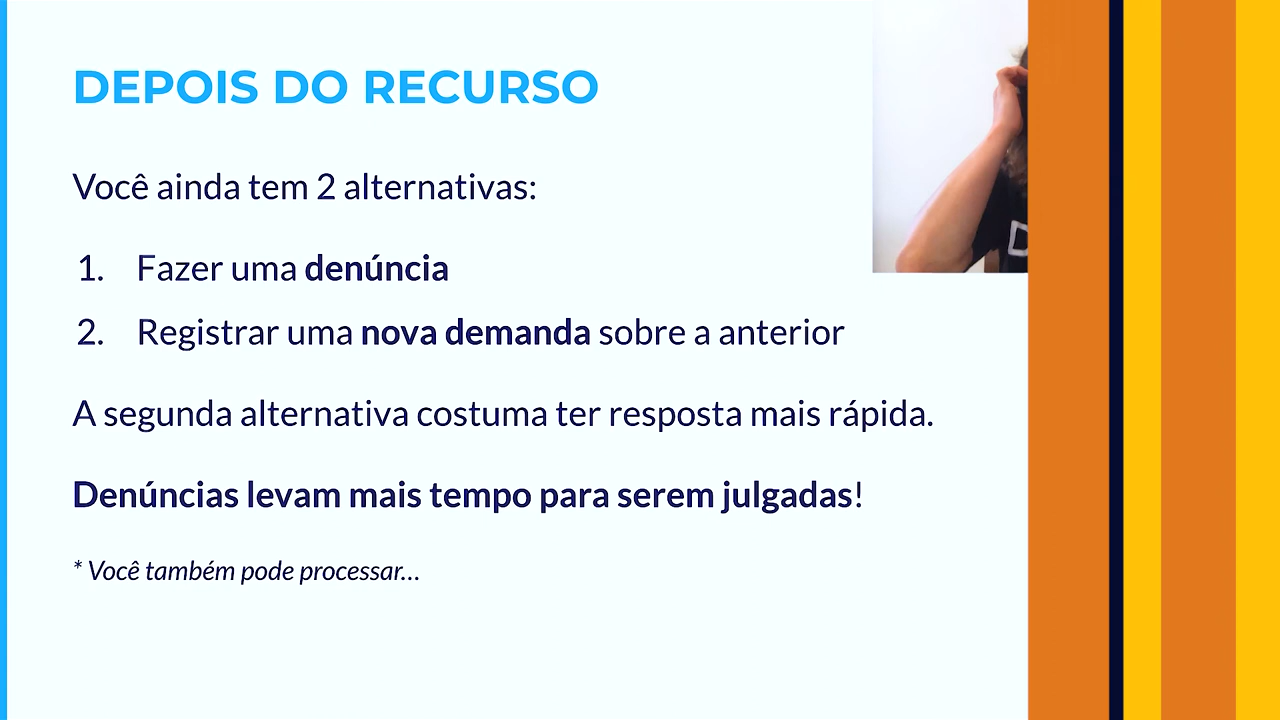 DEPOIS DO RECURSO
Você ainda tem 2 alternativas:
1. Fazer uma denúncia
2. Registrar uma nova demanda sobre a anterior
A segunda alternativa costuma ter resposta mais rápida.
Denúncias levam mais tempo para serem julgadas!
* Você também pode processar...